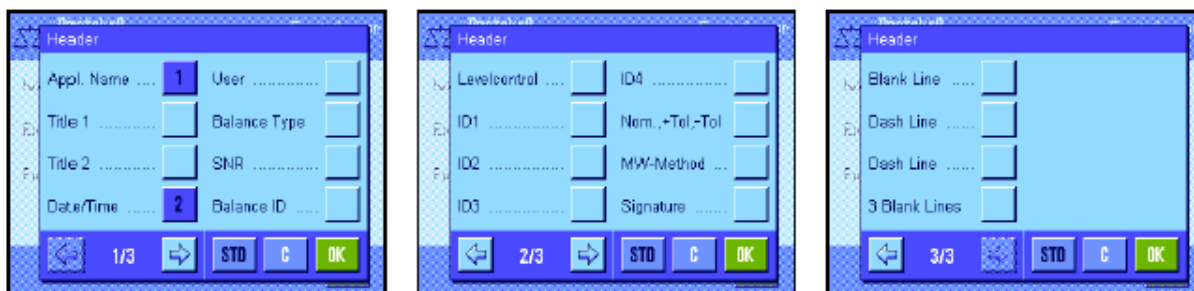 Header
Appl. Name .... 1 User ..............
Title 1 ............ Balance Type
Title 2 ............ SNR ..............
Date/Time ...... 2 Balance ID ....
1/3 STD C OK
Header
Levelcontrol .... ID4 ..............
ID1 ................ Nom.,+Tol,-Tol
ID2 ................ MW-Method ..
ID3 ................ Signature .......
2/3 STD C OK
Header
Blank Line .....
Dash Line .....
Dash Line .....
3 Blank Lines
3/3 STD C OK